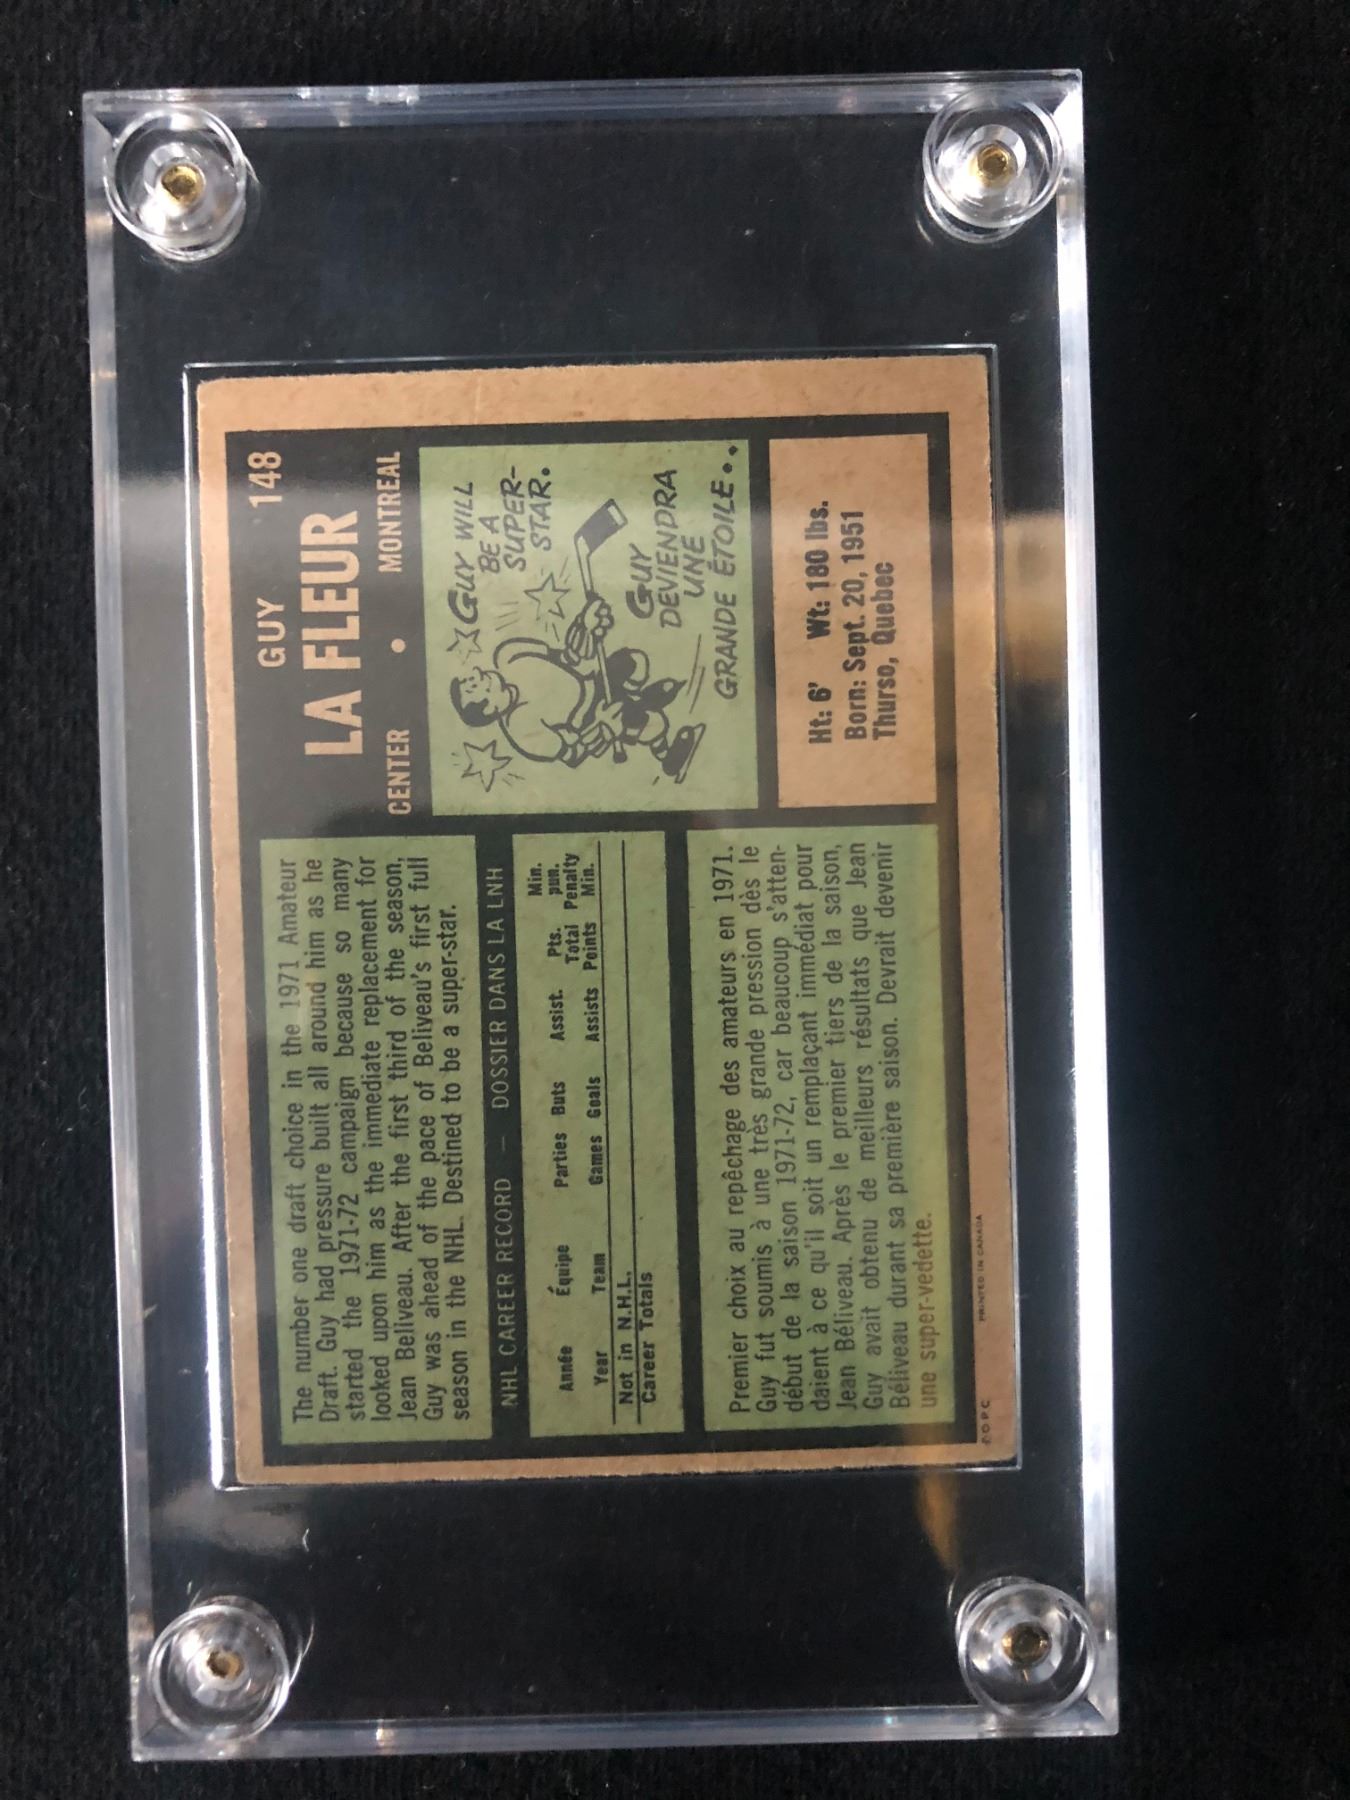 The number one draft choice in the 1971 Amateur
Draft. Guy had pressure built all around him as he
started the 1971-72 campaign because so many
looked upon him as the immediate replacement for
Jean Beliveau. After the first third of the season,
Guy was ahead of the pace of Beliveau's first full
season in the NHL. Destined to be a super-star.
GUY 148
LA FLEUR
CENTER • MONTREAL
NHL CAREER RECORD — DOSSIER DANS LA LNH
Min.
Pts. pun.
Année Équipe Parties Buts Assist. Total Penalty
Year Team Games Goals Assists Points Min.
Not in N.H.L.
Career Totals
GUY WILL
BE A
SUPER-
STAR.
GUY
DEVIENDRA
UNE
GRANDE ÉTOILE..
Premier choix au repêchage des amateurs en 1971.
Guy fut soumis à une très grande pression dès le
début de la saison 1971-72, car beaucoup s'atten-
daient à ce qu'il soit un remplaçant immédiat pour
Jean Béliveau. Après le premier tiers de la saison,
Guy avait obtenu de meilleurs résultats que Jean
Béliveau durant sa première saison. Devrait devenir
une super-vedette.
Ht: 6' Wt: 180 lbs.
Born: Sept. 20, 1951
Thurso, Quebec
O.P.C. PRINTED IN CANADA